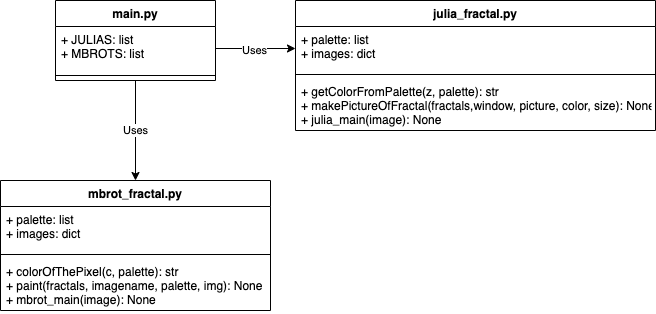 main.py
+ JULIAS: list
+ MBROTS: list
Uses
julia_fractal.py
+ palette: list
+ images: dict
+ getColorFromPalette(z, palette): str
+ makePictureOfFractal(fractals,window, picture, color, size): None
+ julia_main(image): None
Uses
mbrot_fractal.py
+ palette: list
+ images: dict
+ colorOfThePixel(c, palette): str
+ paint(fractals, imagename, palette, img): None
+ mbrot_main(image): None